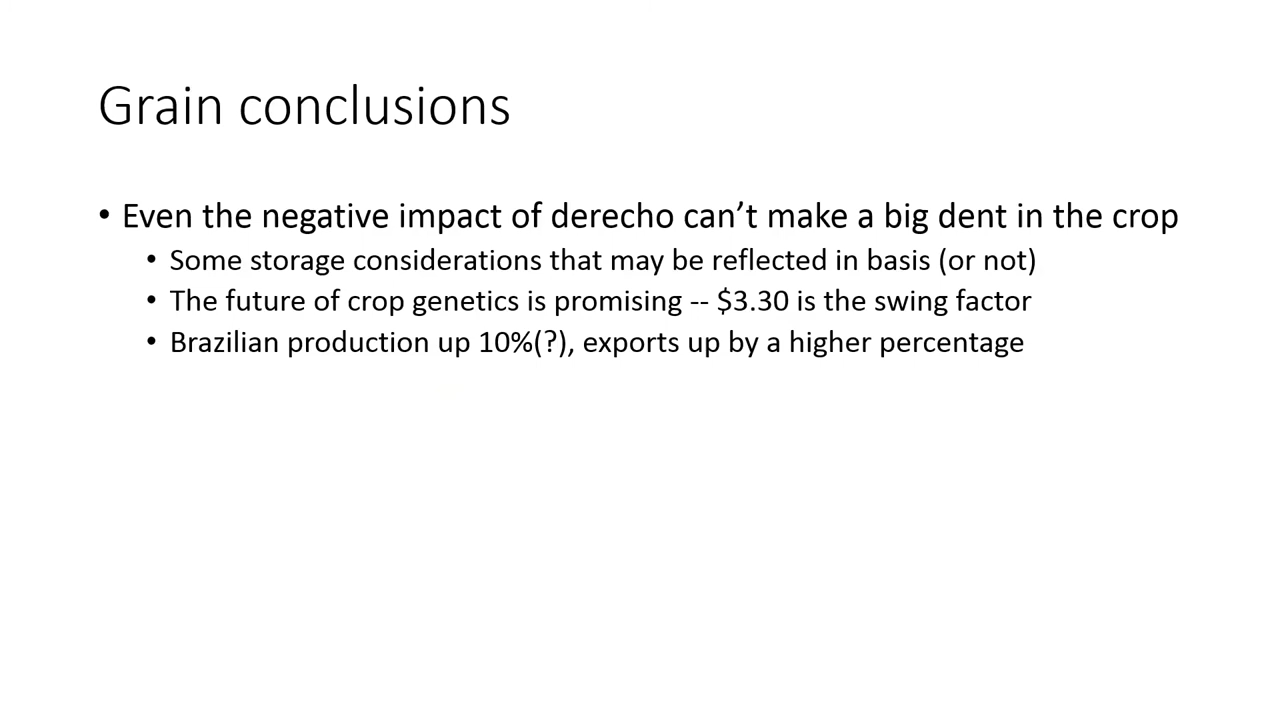 Grain conclusions
• Even the negative impact of derecho can’t make a big dent in the crop
• Some storage considerations that may be reflected in basis (or not)
• The future of crop genetics is promising -- $3.30 is the swing factor
• Brazilian production up 10%(?), exports up by a higher percentage